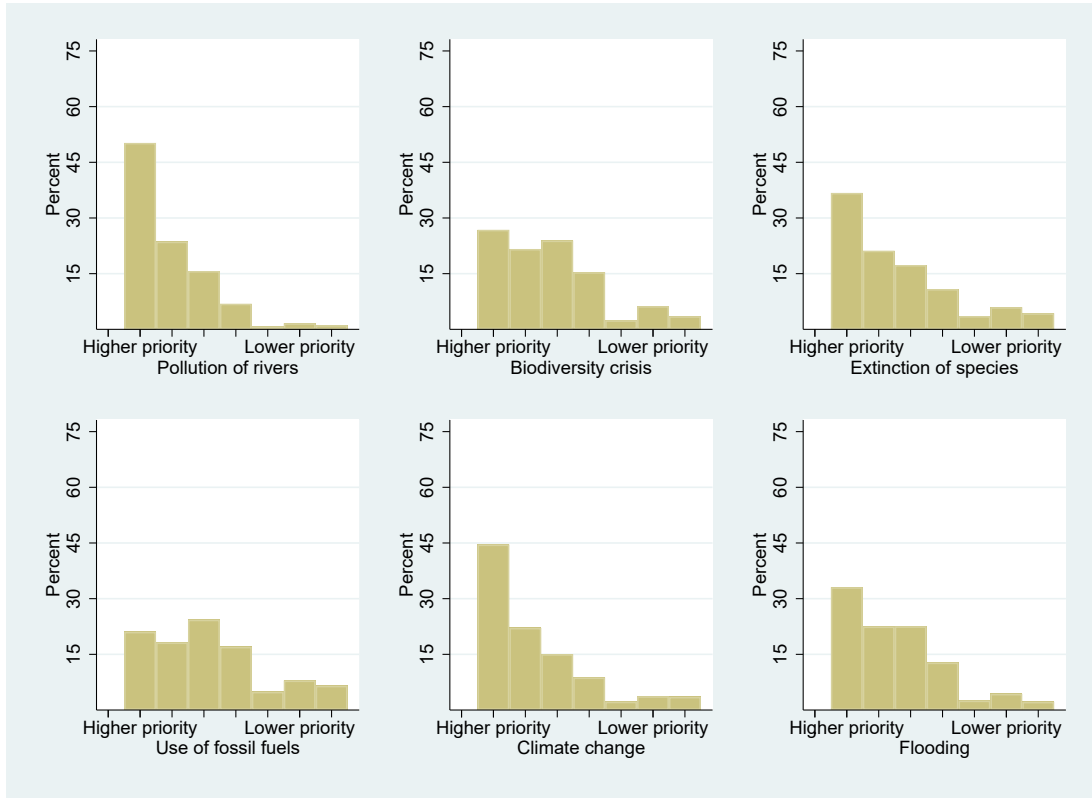 75
60
45
30
15
Percent
Higher priority Lower priority
Pollution of rivers
75
60
45
30
15
Percent
Higher priority Lower priority
Biodiversity crisis
75
60
45
30
15
Percent
Higher priority Lower priority
Extinction of species
75
60
45
30
15
Percent
Higher priority Lower priority
Use of fossil fuels
75
60
45
30
15
Percent
Higher priority Lower priority
Climate change
75
60
45
30
15
Percent
Higher priority Lower priority
Flooding